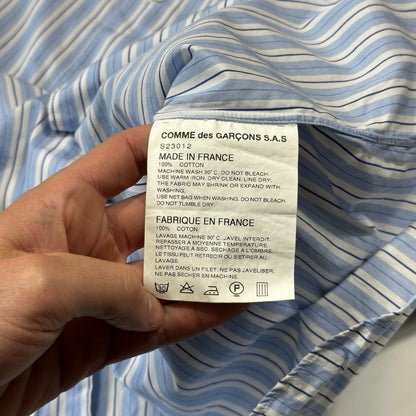 COMME des GARÇONS S.A.S
S23012
MADE IN FRANCE
100% COTTON
MACHINE WASH 30°C. DO NOT BLEACH.
USE WARM IRON. DRY CLEAN. LINE DRY.
THE FABRIC MAY SHRINK OR EXPAND WITH
WASHING.
USE NET BAG WHEN WASHING. DO NOT BLEACH.
DO NOT TUMBLE DRY.
FABRIQUE EN FRANCE
100% COTON
LAVAGE MACHINE 30°C. JAVEL INTERDIT.
REPASSER A MOYENNE TEMPERATURE.
NETTOYAGE A SEC. SECHAGE A L'OMBRE.
LE TISSU PEUT RETRECIR OU S'ETIRER AU
LAVAGE.
LAVER DANS UN FILET. NE PAS JAVELISER.
NE PAS SECHER EN MACHINE.
P